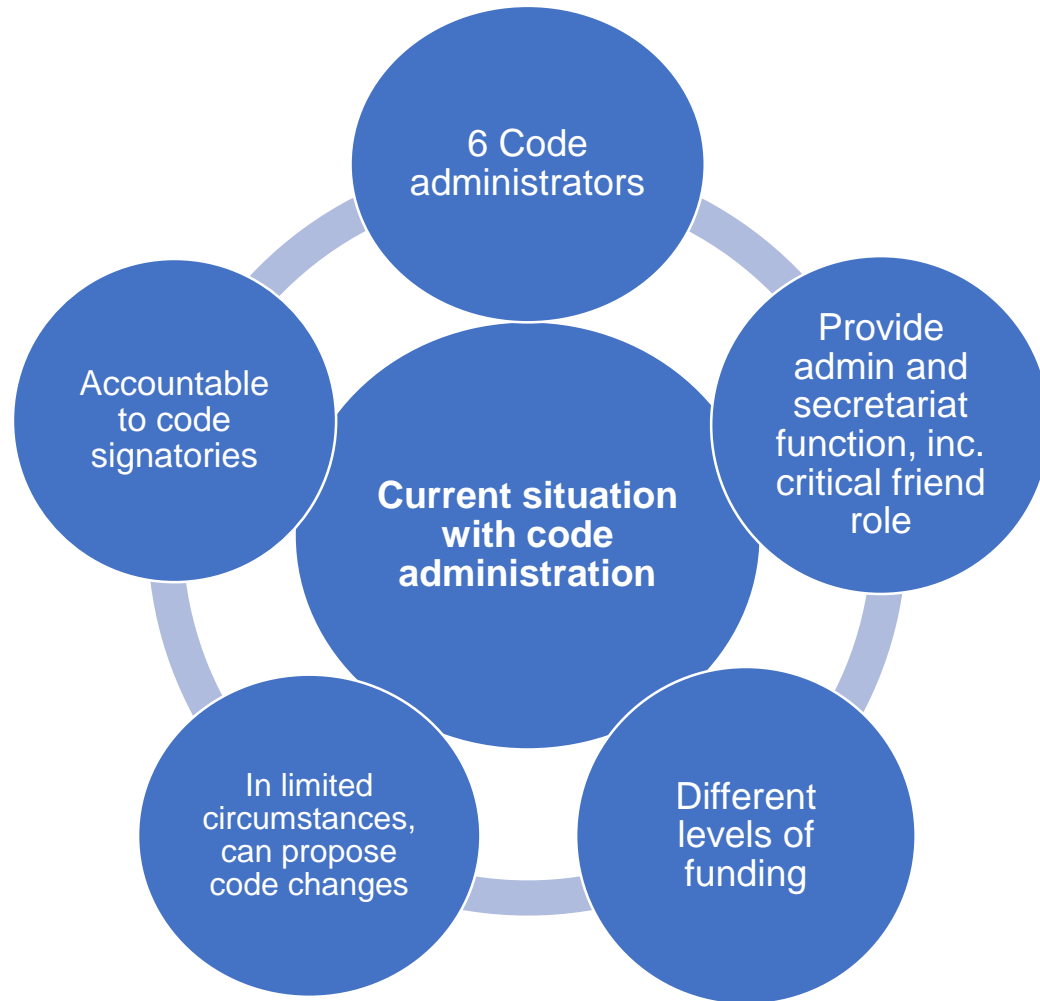 6 Code
administrators
Provide
admin and
secretariat
function, inc.
critical friend
role
Different
levels of
funding
In limited
circumstances,
can propose
code changes
Accountable
to code
signatories
Current situation
with code
administration